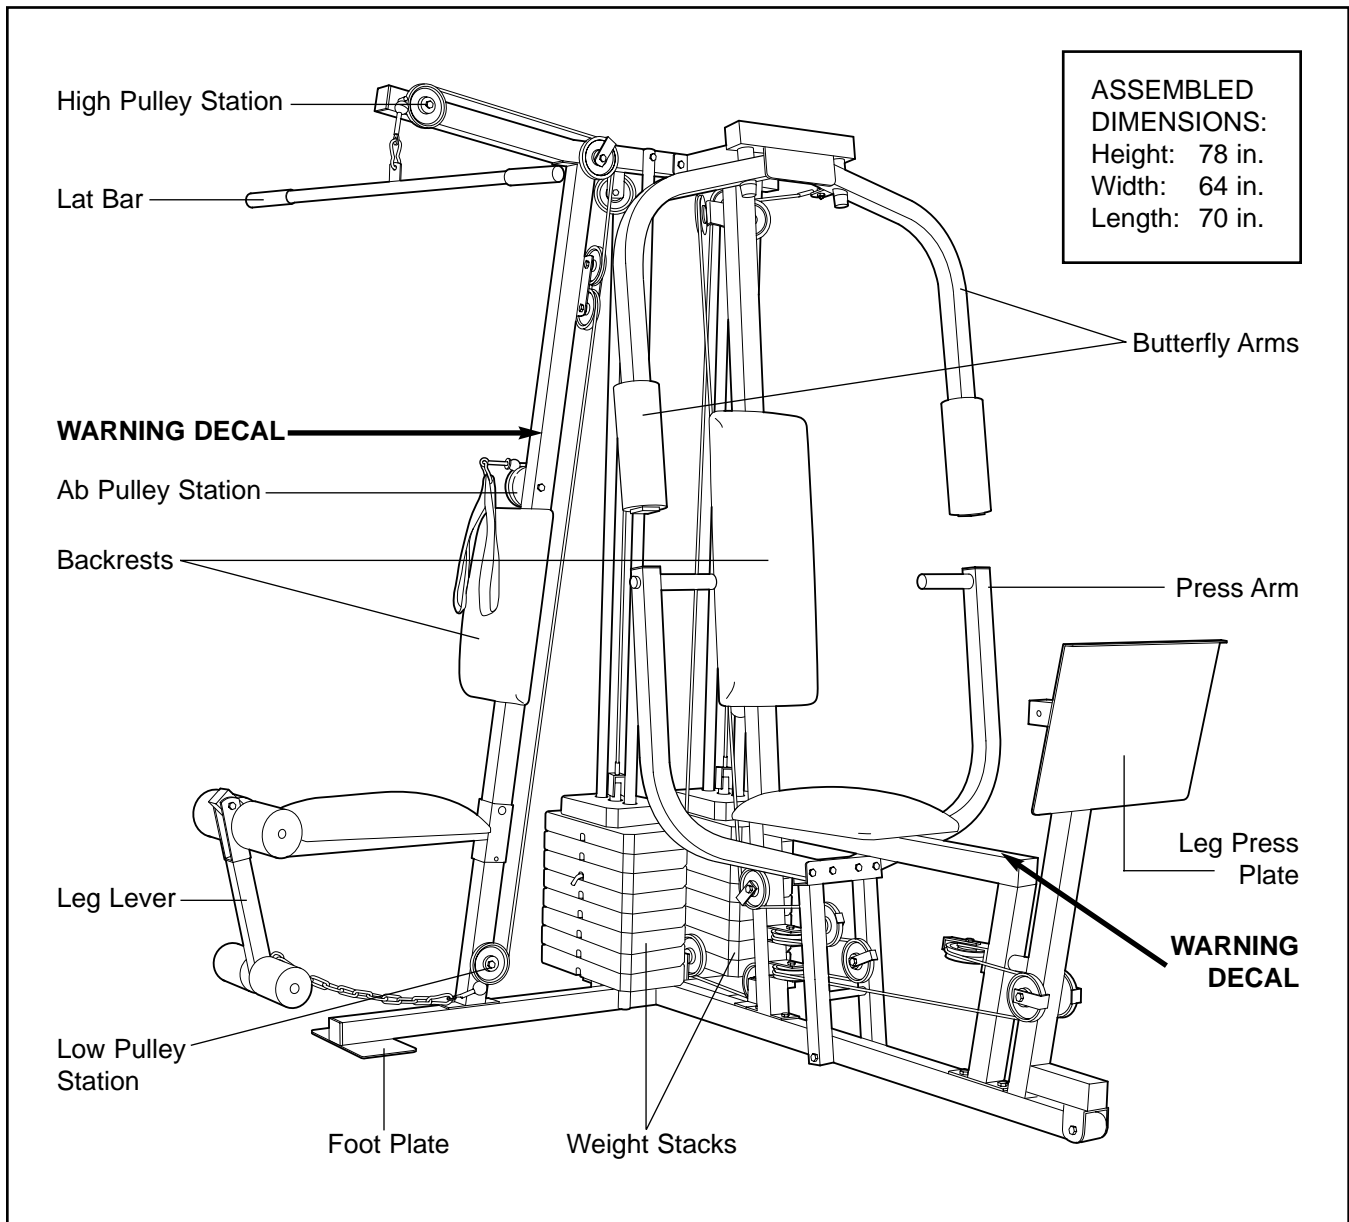 High Pulley Station
Lat Bar
WARNING DECAL
Ab Pulley Station
Backrests
Leg Lever
Low Pulley
Station
Foot Plate
Weight Stacks
ASSEMBLED
DIMENSIONS:
Height: 78 in.
Width: 64 in.
Length: 70 in.
Butterfly Arms
Press Arm
Leg Press
Plate
WARNING
DECAL